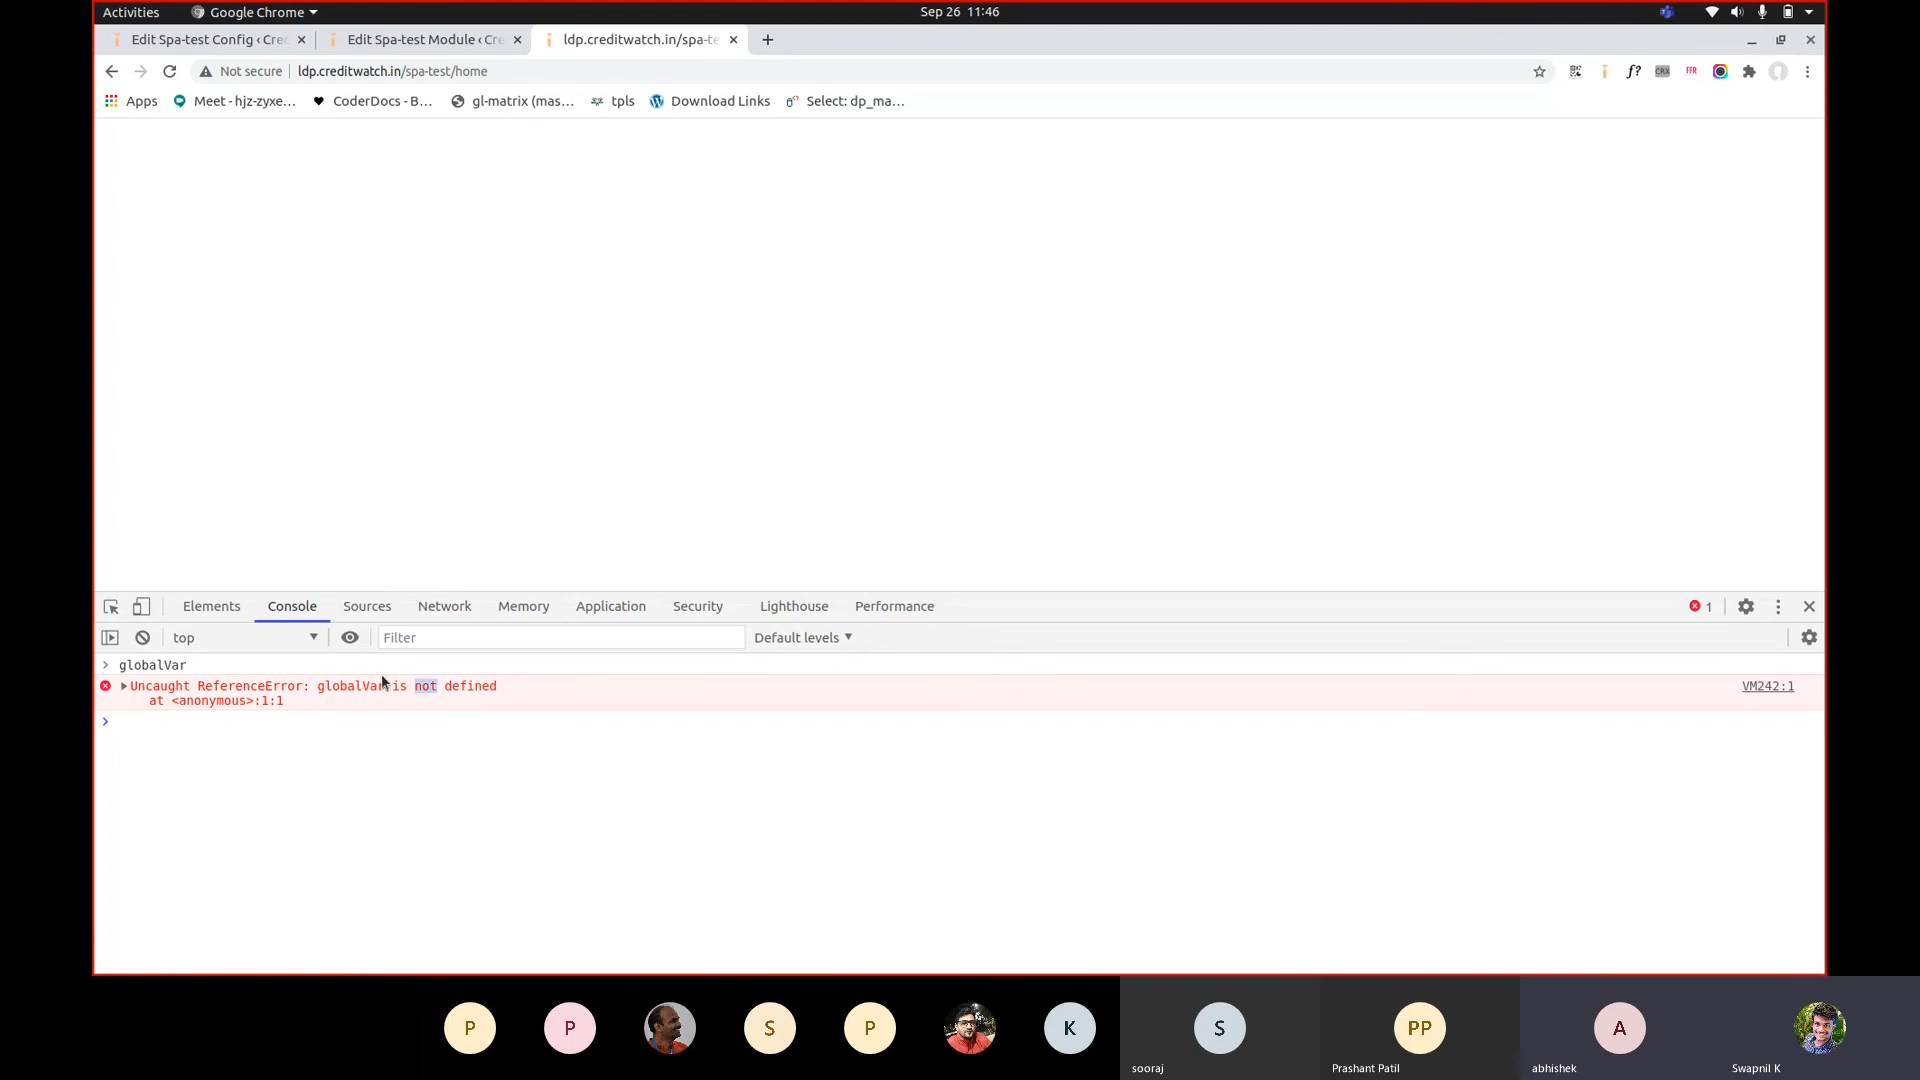 Activities Google Chrome Sep 26 11:46
Edit Spa-test Config ‹ Crec Edit Spa-test Module ‹ Cre ldp.creditwatch.in/spa-te
Not secure ldp.creditwatch.in/spa-test/home
f? CRX FFR
Apps Meet - hjz-zyxe... CoderDocs - B... gl-matrix (mas... tpls Download Links Select: dp_ma...
Elements Console Sources Network Memory Application Security Lighthouse Performance 1
top Filter Default levels
globalVar
Uncaught ReferenceError: globalVar is not defined VM242:1
at <anonymous>:1:1
P P S P K S PP A
sooraj Prashant Patil abhishek Swapnil K